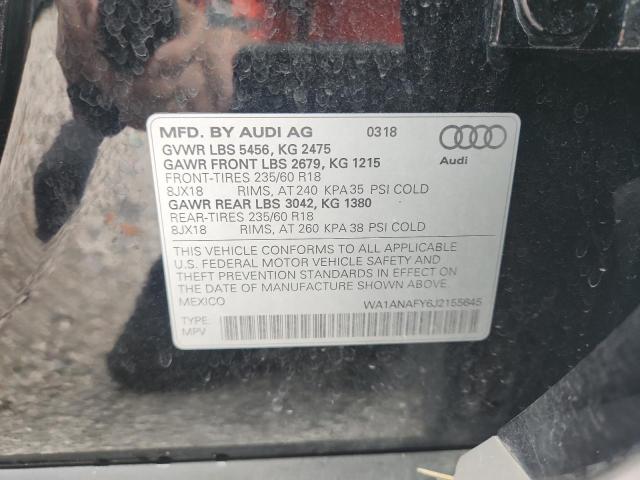 MFD. BY AUDI AG 0318
GVWR LBS 5456, KG 2475
GAWR FRONT LBS 2679, KG 1215
FRONT-TIRES 235/60 R18
8JX18 RIMS, AT 240 KPA 35 PSI COLD
GAWR REAR LBS 3042, KG 1380
REAR-TIRES 235/60 R18
8JX18 RIMS, AT 260 KPA 38 PSI COLD
Audi
THIS VEHICLE CONFORMS TO ALL APPLICABLE
U.S. FEDERAL MOTOR VEHICLE SAFETY AND
THEFT PREVENTION STANDARDS IN EFFECT ON
THE DATE OF MANUFACTURE SHOWN ABOVE.
MEXICO WA1ANAFY6J2155645
TYPE:
MPV